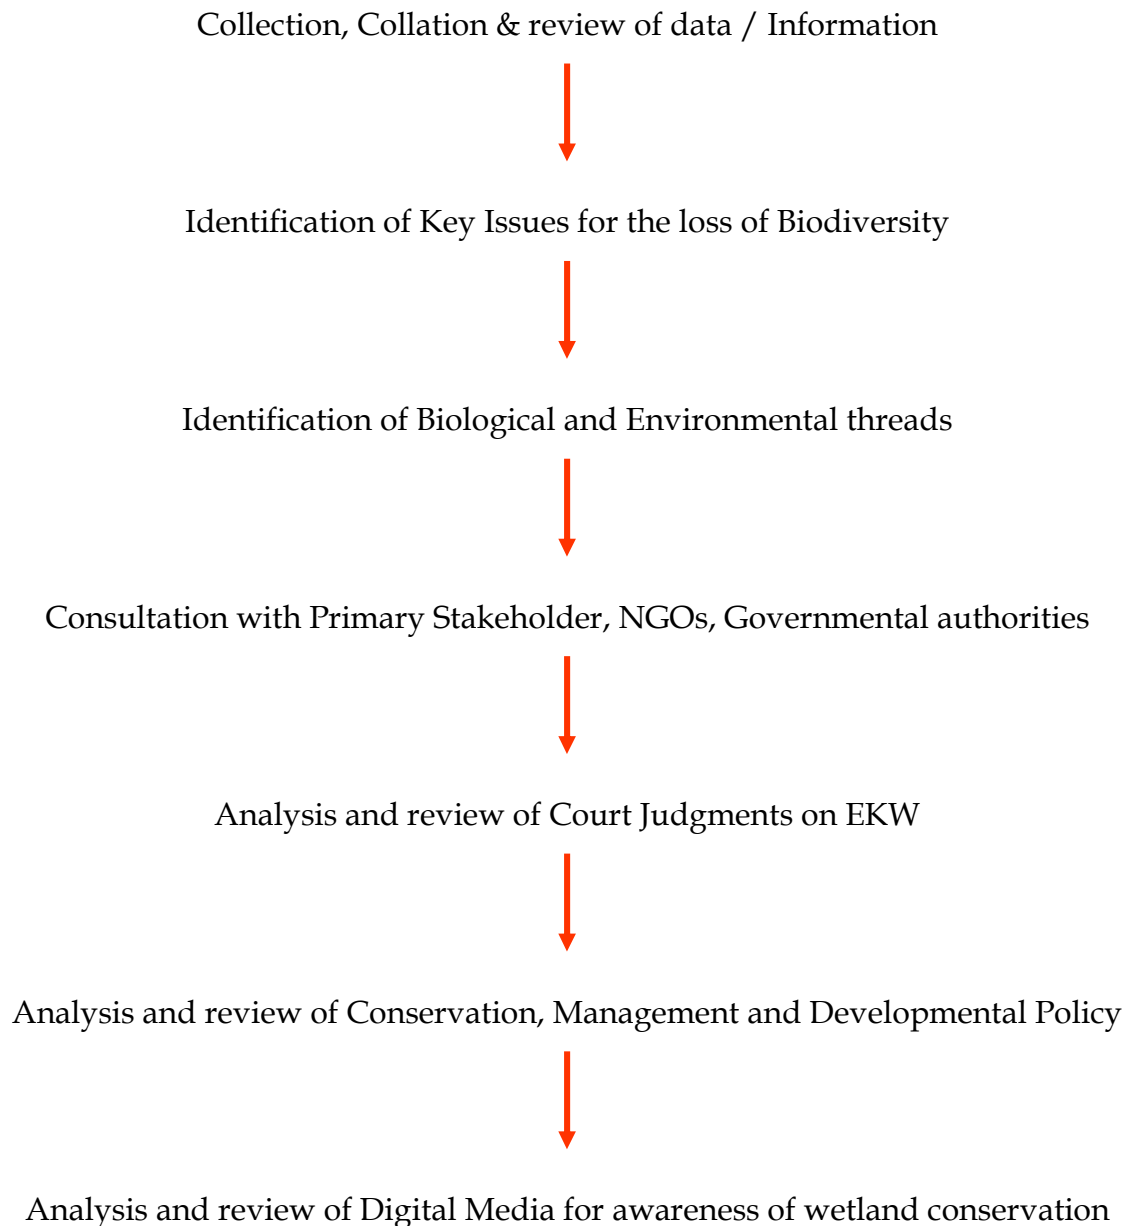 Collection, Collation & review of data / Information
Identification of Key Issues for the loss of Biodiversity
Identification of Biological and Environmental threads
Consultation with Primary Stakeholder, NGOs, Governmental authorities
Analysis and review of Court Judgments on EKW
Analysis and review of Conservation, Management and Developmental Policy
Analysis and review of Digital Media for awareness of wetland conservation